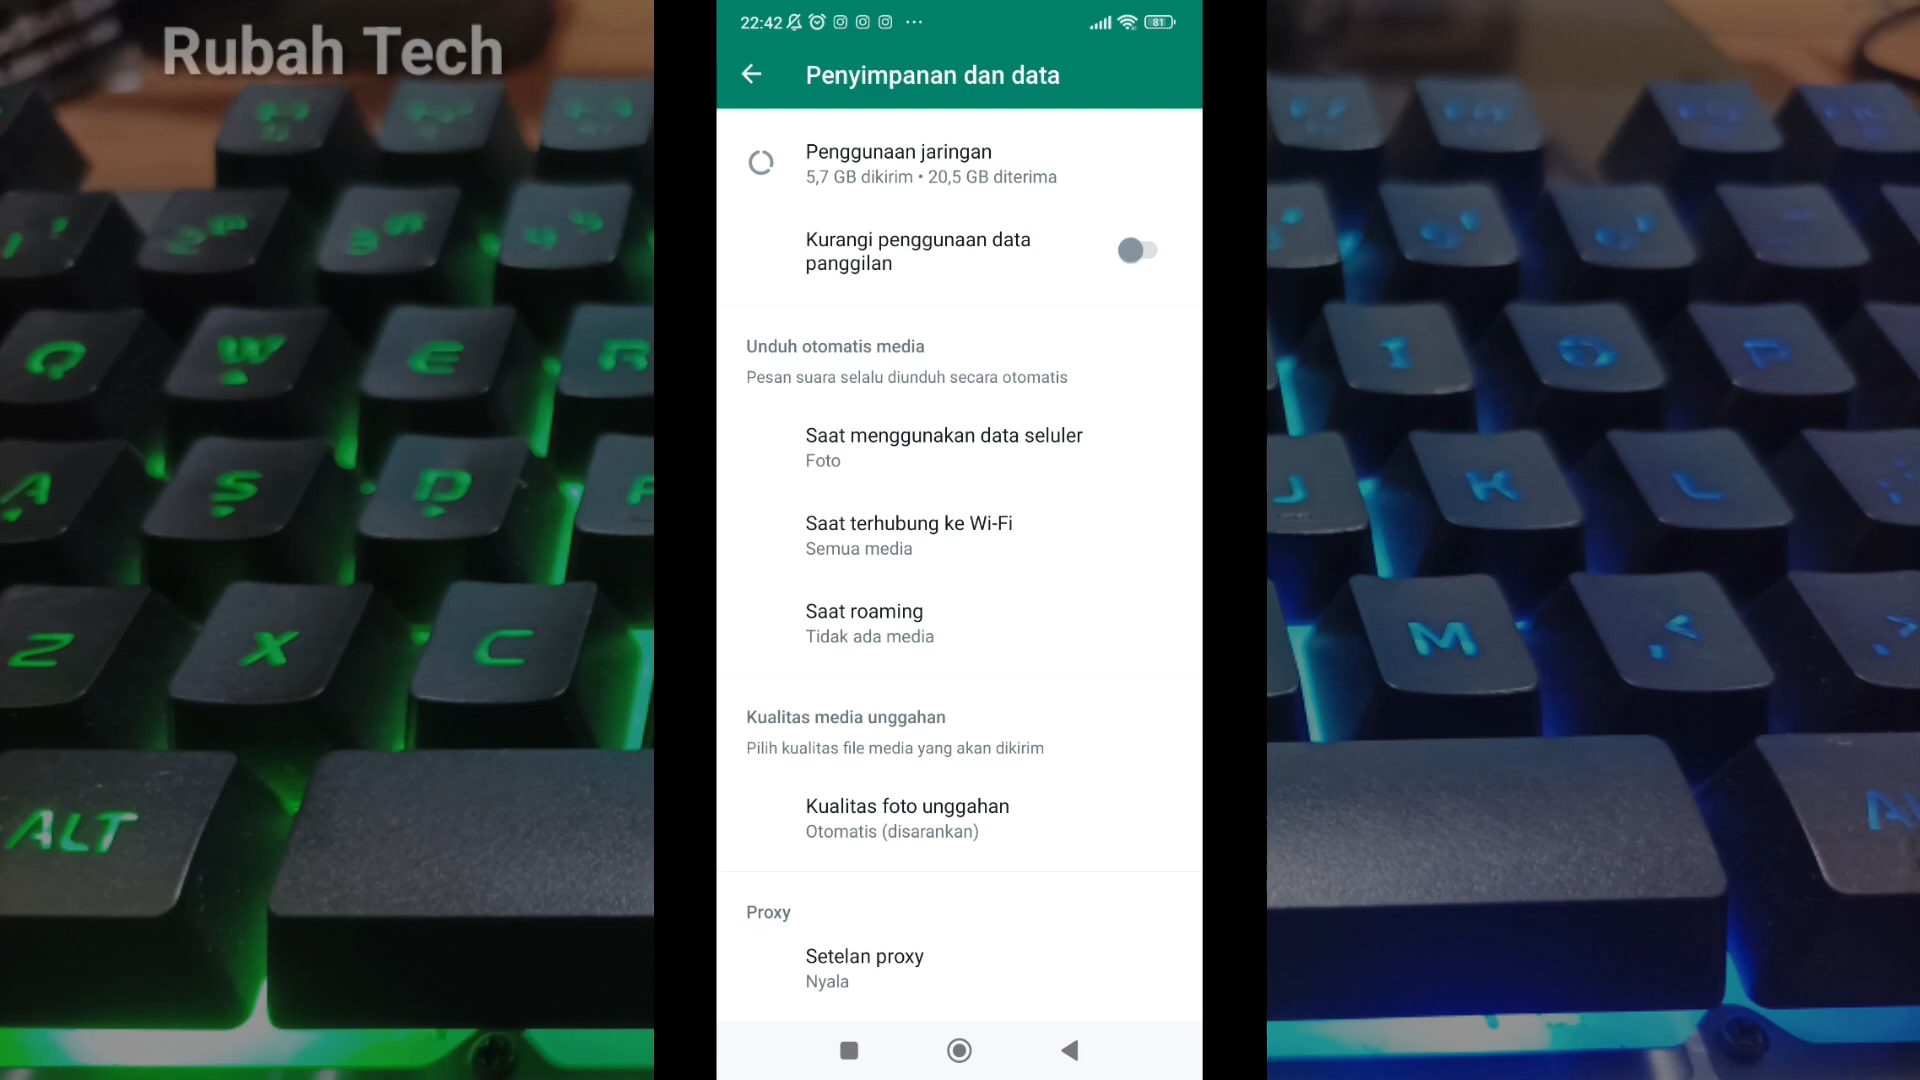 Rubah Tech
22:42
81
Penyimpanan dan data
Penggunaan jaringan
5,7 GB dikirim • 20,5 GB diterima
Kurangi penggunaan data
panggilan
Unduh otomatis media
Pesan suara selalu diunduh secara otomatis
Saat menggunakan data seluler
Foto
Saat terhubung ke Wi-Fi
Semua media
Saat roaming
Tidak ada media
Kualitas media unggahan
Pilih kualitas file media yang akan dikirim
Kualitas foto unggahan
Otomatis (disarankan)
Proxy
Setelan proxy
Nyala
Q W E R
I O P
A S D
J K L
Z X C
M <
ALT